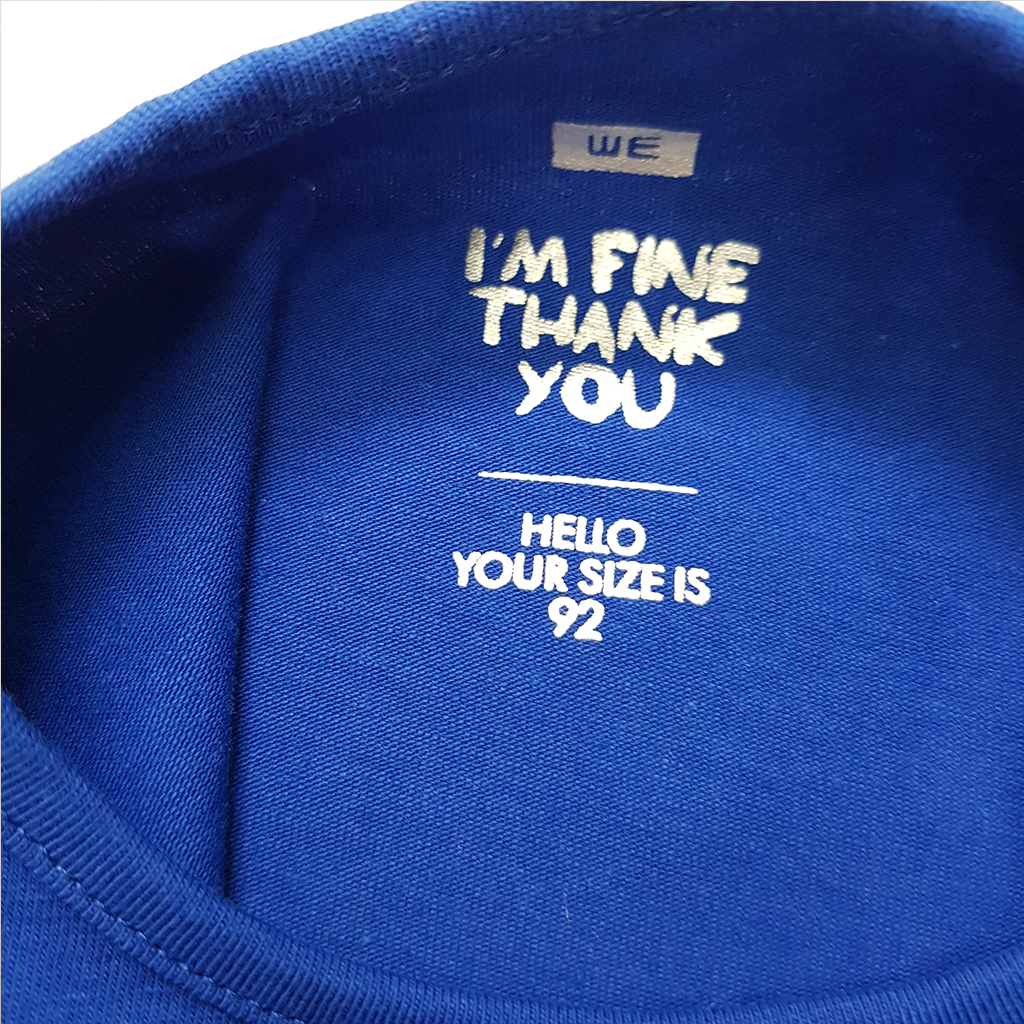 WE
I'M FINE
THANK
YOU
HELLO
YOUR SIZE IS
92